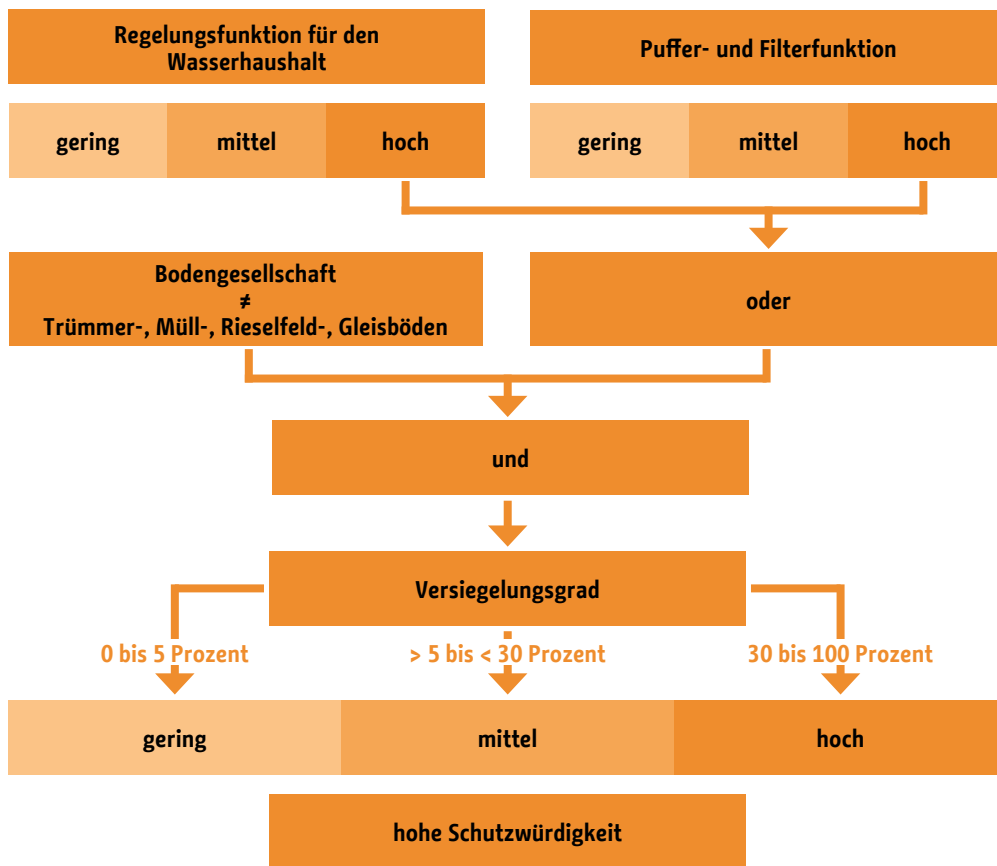 Regelungsfunktion für den
Wasserhaushalt
Puffer- und Filterfunktion
gering
mittel
hoch
gering
mittel
hoch
Bodengesellschaft
≠
Trümmer-, Müll-, Rieselfeld-, Gleisböden
oder
und
Versiegelungsgrad
0 bis 5 Prozent
> 5 bis < 30 Prozent
30 bis 100 Prozent
gering
mittel
hoch
hohe Schutzwürdigkeit